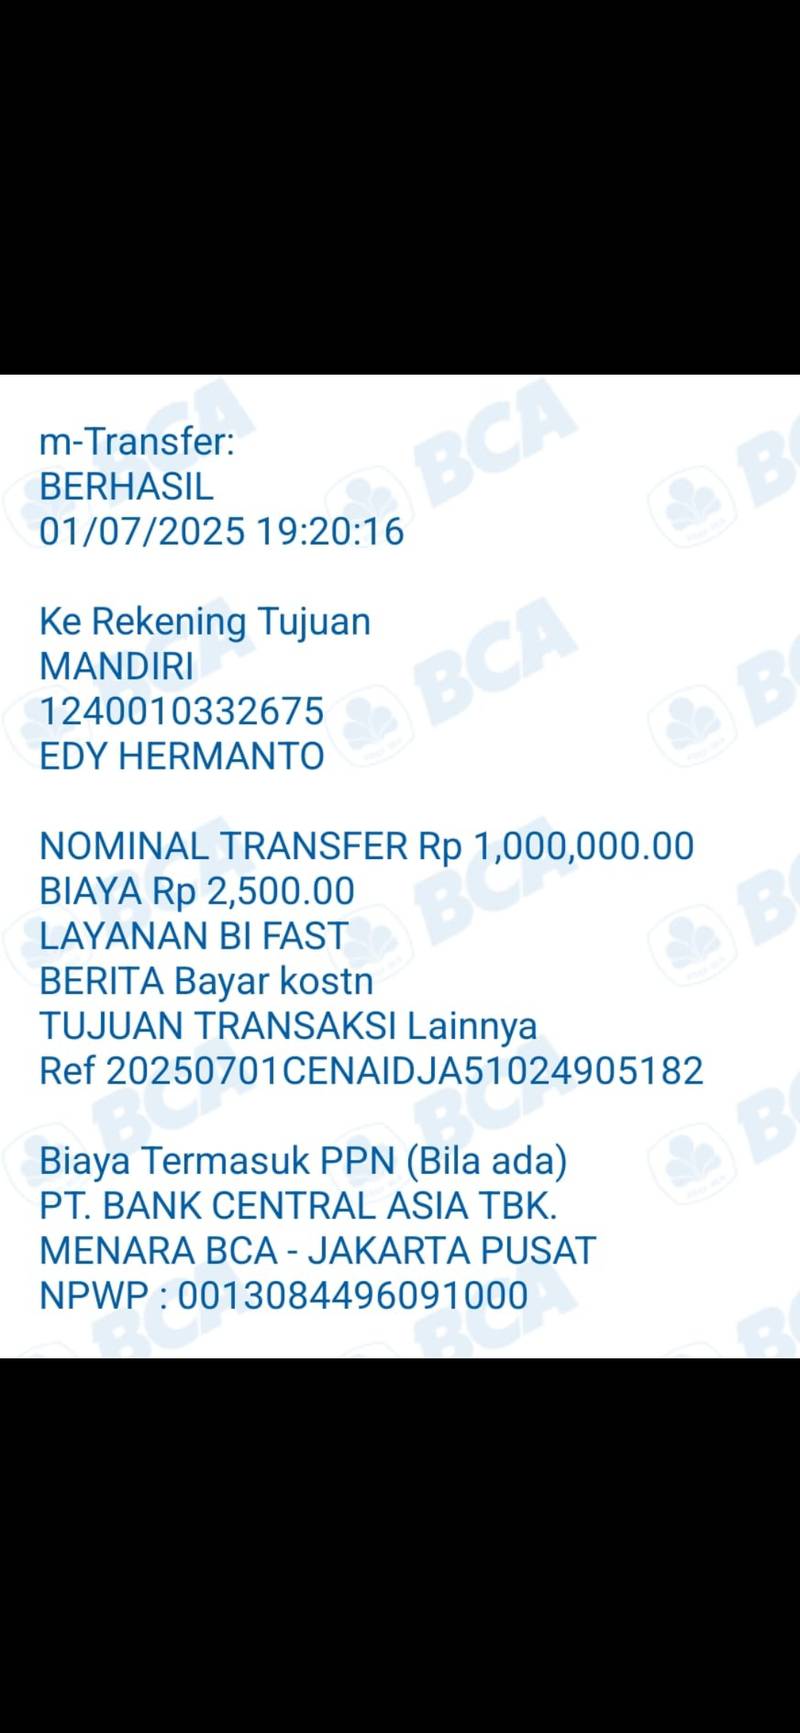 m-Transfer:
BERHASIL
01/07/2025 19:20:16
Ke Rekening Tujuan
MANDIRI
1240010332675
EDY HERMANTO
NOMINAL TRANSFER Rp 1,000,000.00
BIAYA Rp 2,500.00
LAYANAN BI FAST
BERITA Bayar kostn
TUJUAN TRANSAKSI Lainnya
Ref 20250701CENAIDJA51024905182
Biaya Termasuk PPN (Bila ada)
PT. BANK CENTRAL ASIA TBK.
MENARA BCA - JAKARTA PUSAT
NPWP : 0013084496091000
BCA